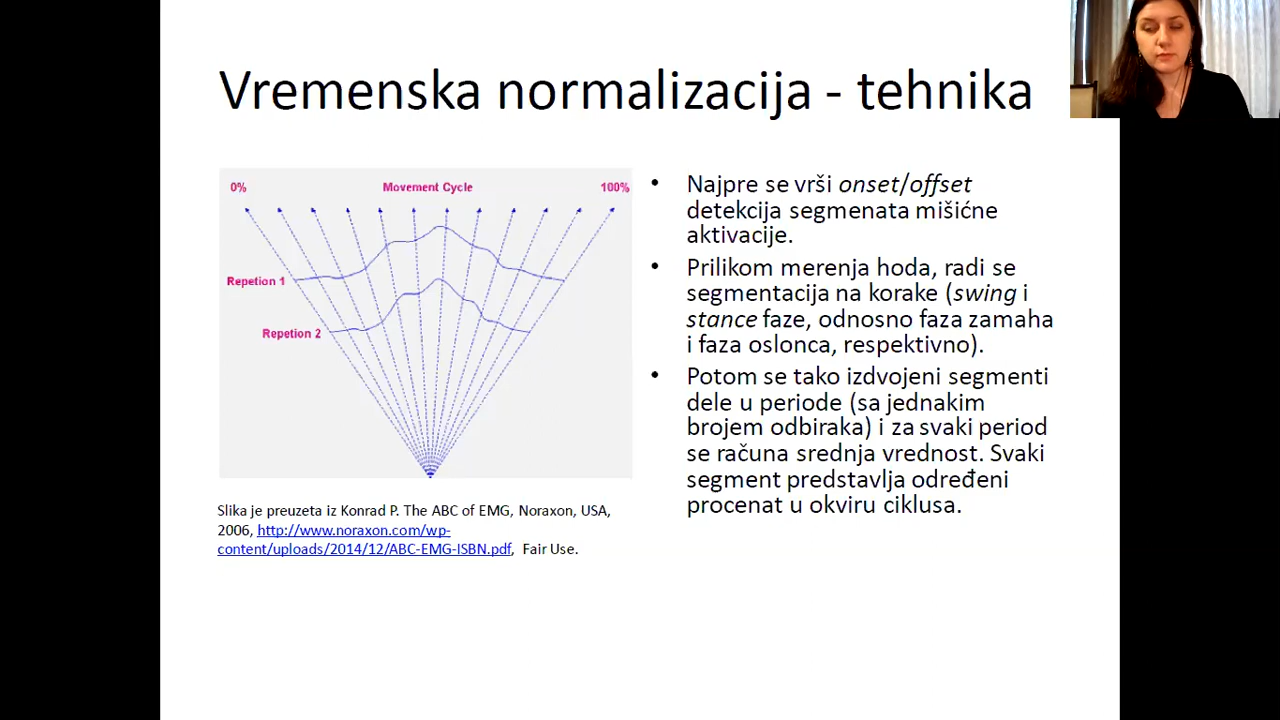 Vremenska normalizacija - tehnika
0% Movement Cycle 100%
Repetion 1
Repetion 2
Slika je preuzeta iz Konrad P. The ABC of EMG, Noraxon, USA,
2006, http://www.noraxon.com/wp-
content/uploads/2014/12/ABC-EMG-ISBN.pdf, Fair Use.
• Najpre se vrši onset/offset
detekcija segmenata mišićne
aktivacije.
• Prilikom merenja hoda, radi se
segmentacija na korake (swing i
stance faze, odnosno faza zamaha
i faza oslonca, respektivno).
• Potom se tako izdvojeni segmenti
dele u periode (sa jednakim
brojem odbiraka) i za svaki period
se računa srednja vrednost. Svaki
segment predstavlja određeni
procenat u okviru ciklusa.